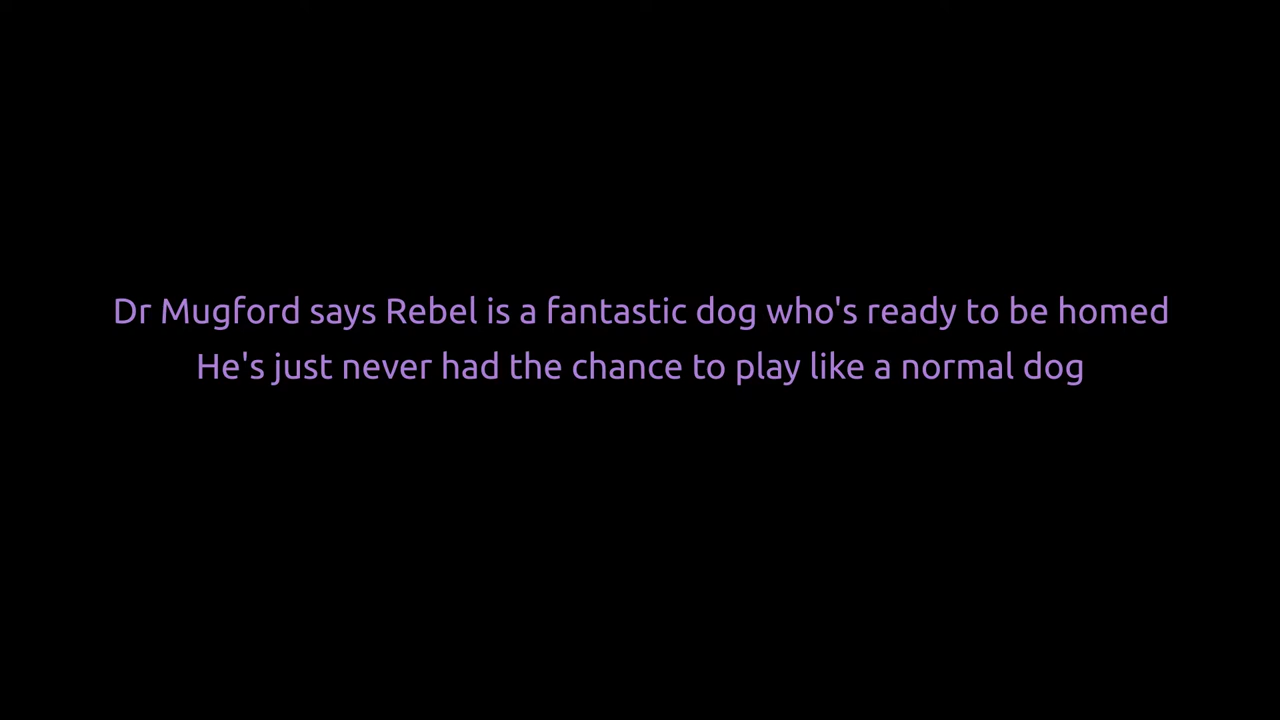 Dr Mugford says Rebel is a fantastic dog who's ready to be homed
He's just never had the chance to play like a normal dog